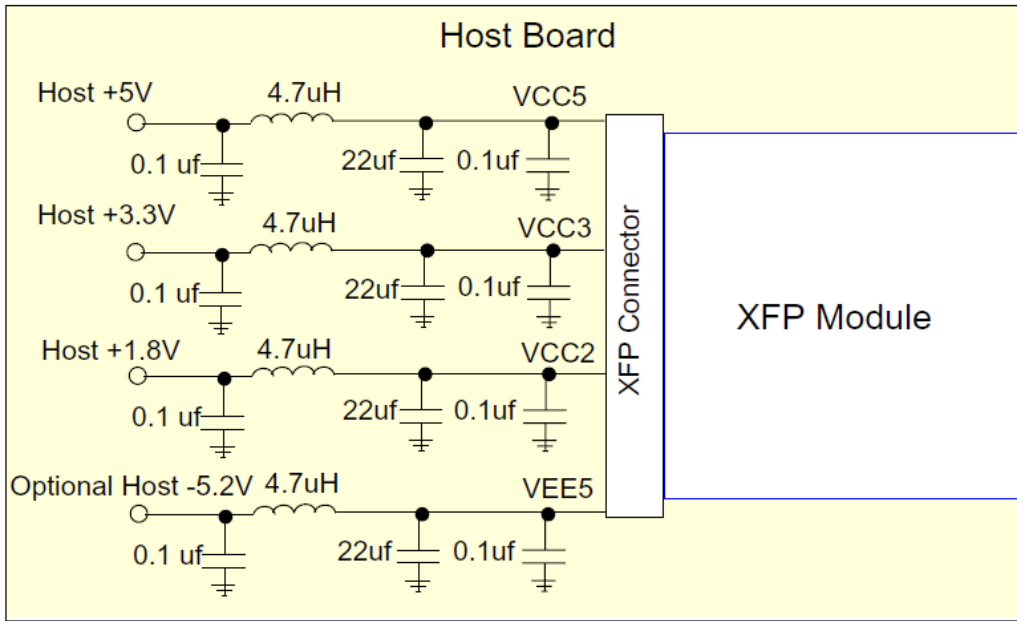 Host Board
Host +5V
4.7uH
VCC5
0.1 uf
22uf
0.1uf
Host +3.3V
4.7uH
VCC3
0.1 uf
22uf
0.1uf
Host +1.8V
4.7uH
VCC2
0.1 uf
22uf
0.1uf
Optional Host -5.2V
4.7uH
VEE5
0.1 uf
22uf
0.1uf
XFP Connector
XFP Module